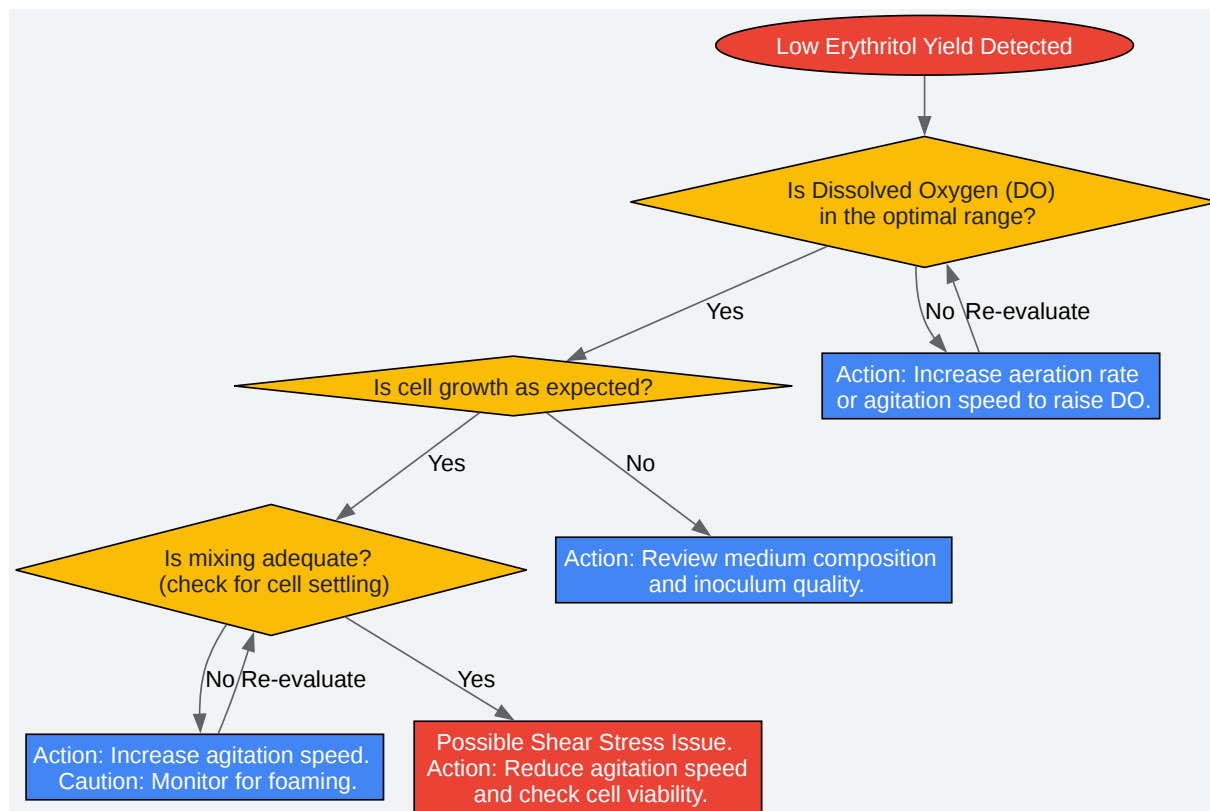 Low Erythritol Yield Detected
Is Dissolved Oxygen (DO)
in the optimal range?
Yes
No
Re-evaluate
Action: Increase aeration rate
or agitation speed to raise DO.
Is cell growth as expected?
Yes
No
Is mixing adequate?
(check for cell settling)
Action: Review medium composition
and inoculum quality.
No
Re-evaluate
Yes
Action: Increase agitation speed.
Caution: Monitor for foaming.
Possible Shear Stress Issue.
Action: Reduce agitation speed
and check cell viability.